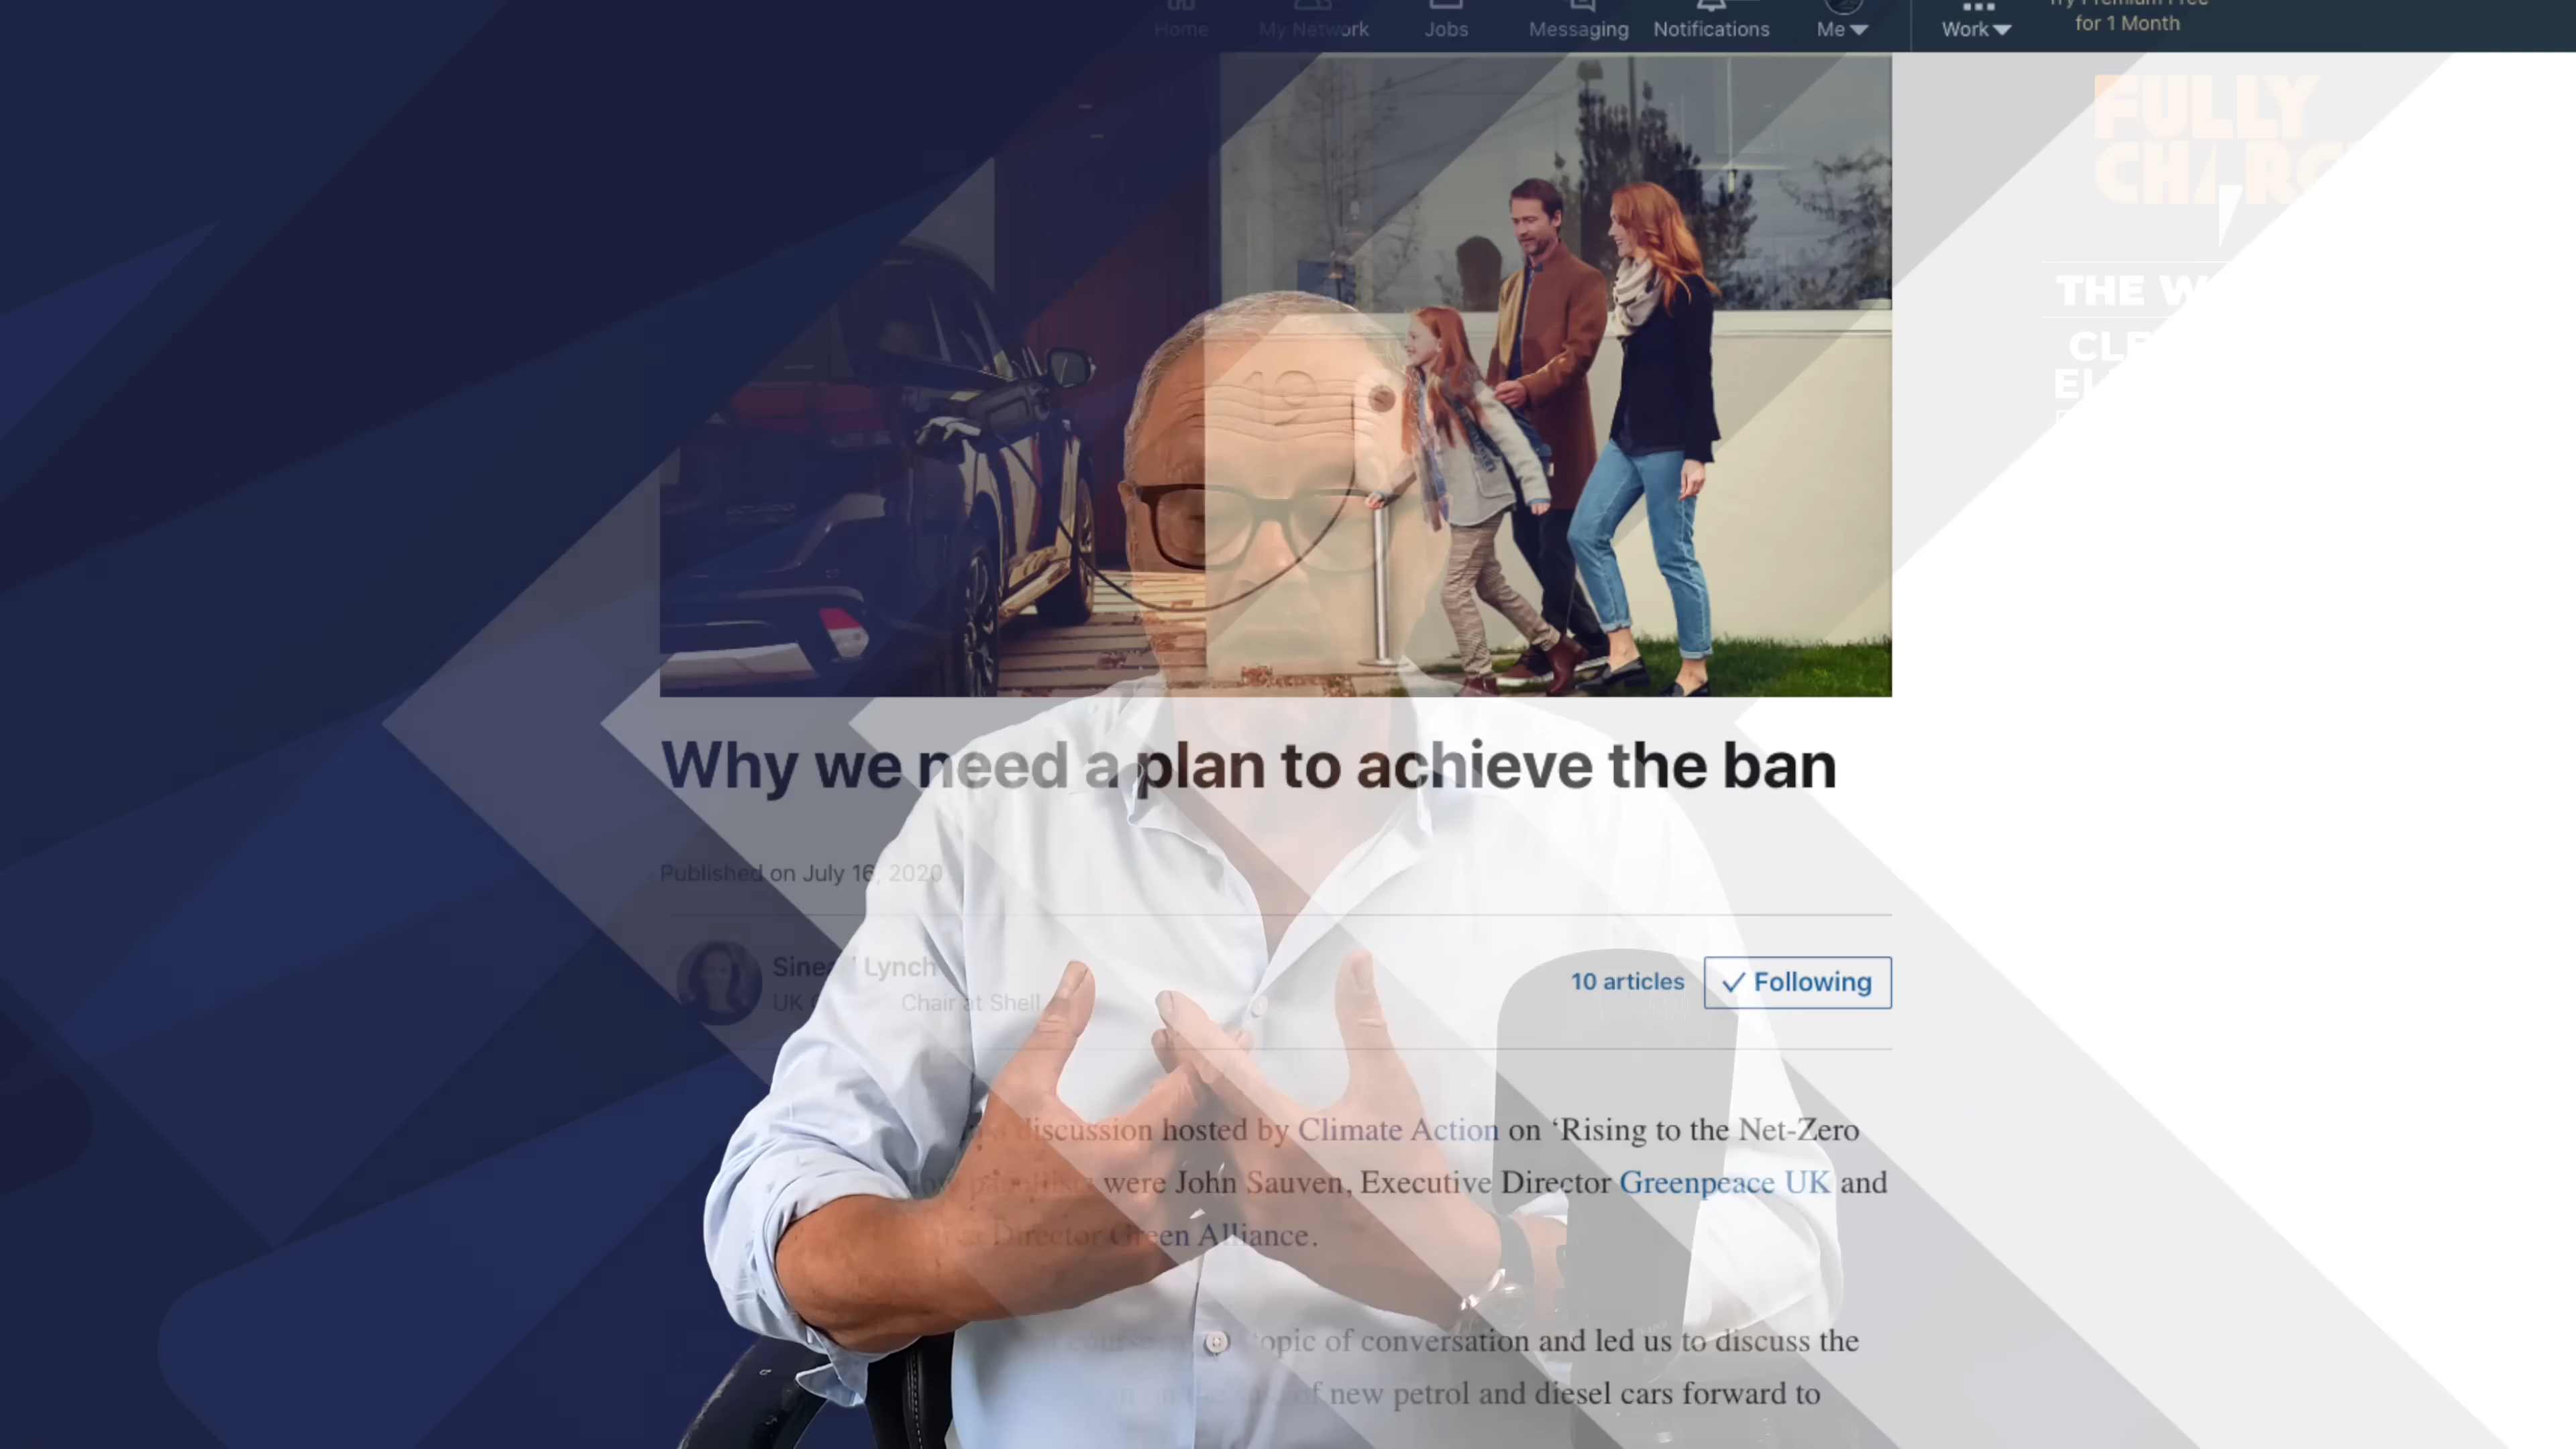 Home My Network Jobs Messaging Notifications Me Work
for 1 Month
FULLY
THE
19
Why we need a plan to achieve the ban
Published on July 16, 2020
Lynch
UK Chair at Shell
10 articles Following
discussion hosted by Climate Action on ‘Rising to the Net-Zero
were John Sauven, Executive Director Greenpeace UK and
Director Green Alliance.
topic of conversation and led us to discuss the
of new petrol and diesel cars forward to